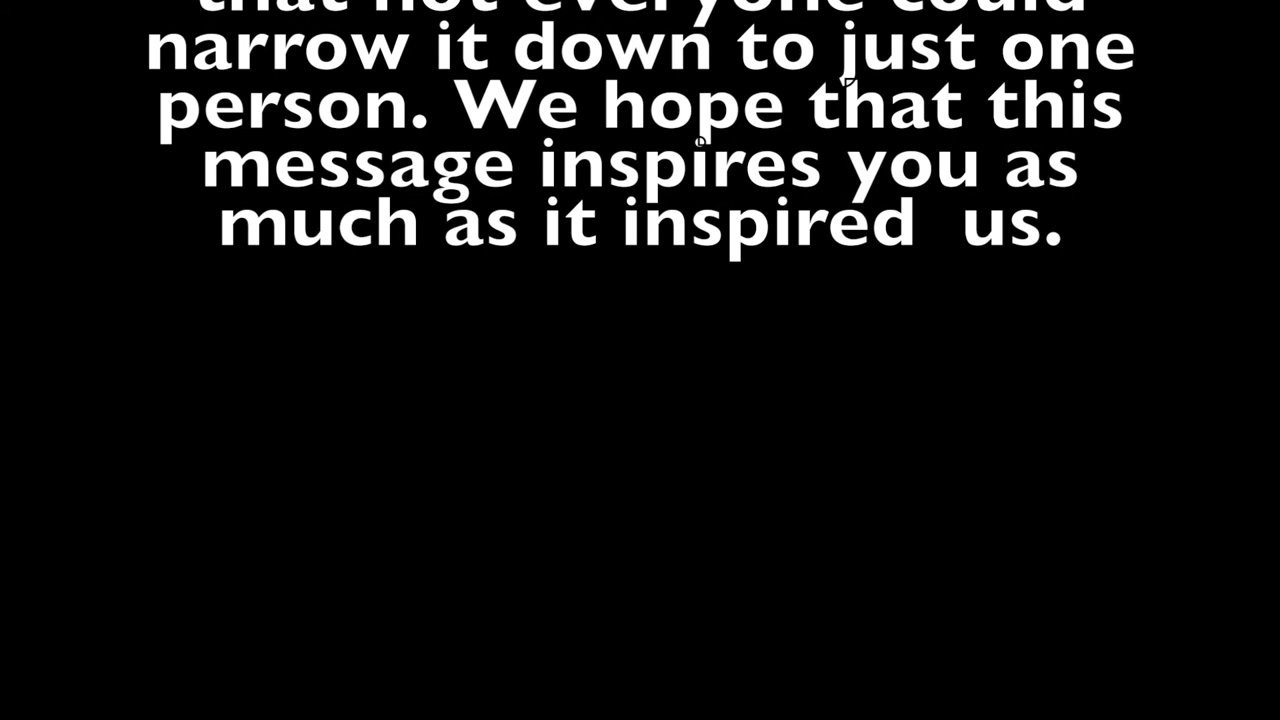 that not everyone could
narrow it down to just one
person. We hope that this
message inspires you as
much as it inspired  us.